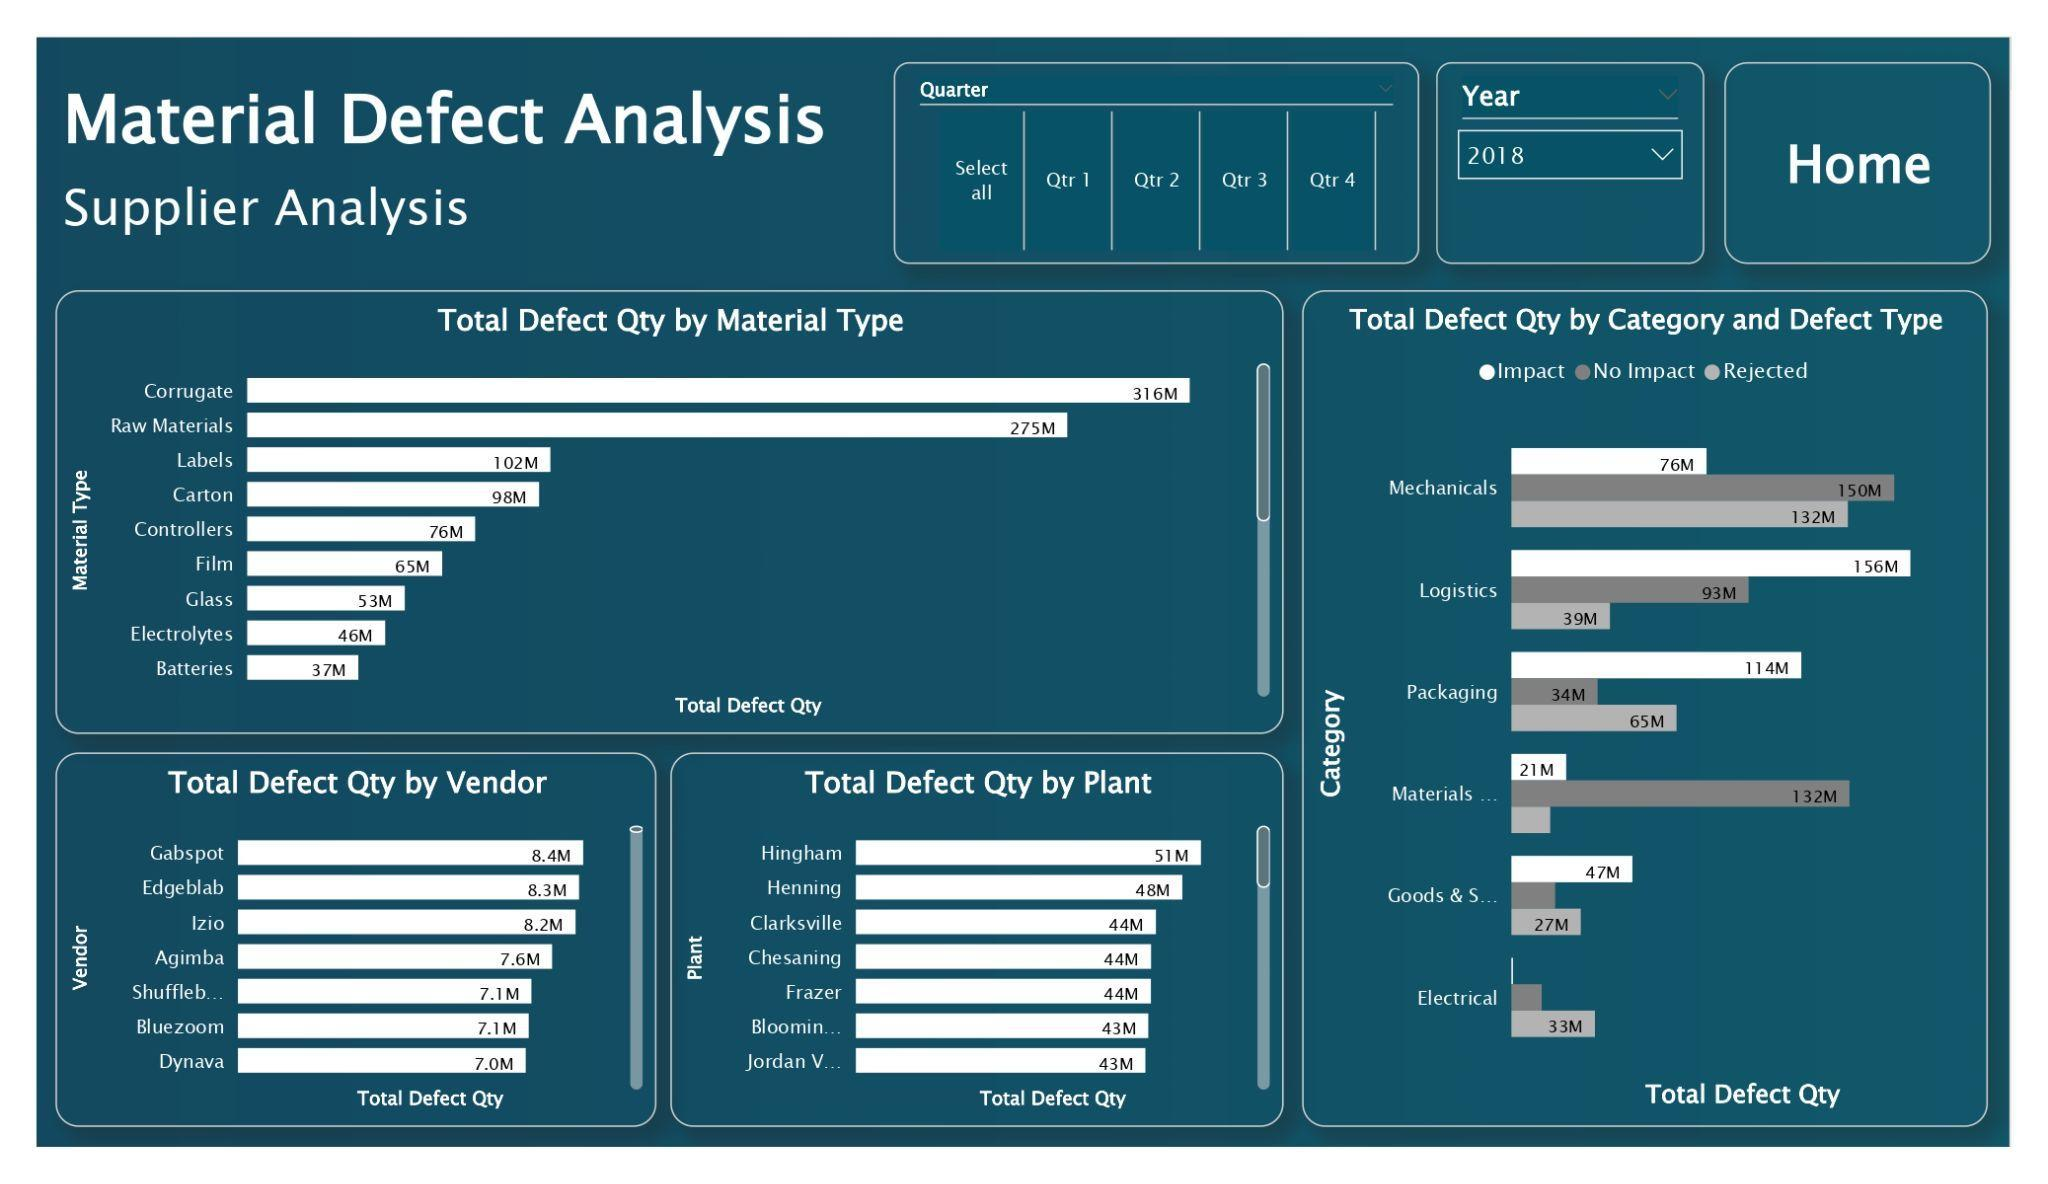 Material Defect Analysis
Supplier Analysis
Quarter
Select
all
Qtr 1
Qtr 2
Qtr 3
Qtr 4
Year
2018
Home
Total Defect Qty by Material Type
Material Type
Corrugate 316M
Raw Materials 275M
Labels 102M
Carton 98M
Controllers 76M
Film 65M
Glass 53M
Electrolytes 46M
Batteries 37M
Total Defect Qty
Total Defect Qty by Vendor
Vendor
Gabspot 8.4M
Edgeblab 8.3M
Izio 8.2M
Agimba 7.6M
Shuffleb... 7.1M
Bluezoom 7.1M
Dynava 7.0M
Total Defect Qty
Total Defect Qty by Plant
Plant
Hingham 51M
Henning 48M
Clarksville 44M
Chesaning 44M
Frazer 44M
Bloomin... 43M
Jordan V... 43M
Total Defect Qty
Total Defect Qty by Category and Defect Type
Impact No Impact Rejected
Category
76M
Mechanicals 150M
132M
156M
Logistics 93M
39M
114M
Packaging 34M
65M
21M
Materials ... 132M
47M
Goods & S...
27M
Electrical
33M
Total Defect Qty